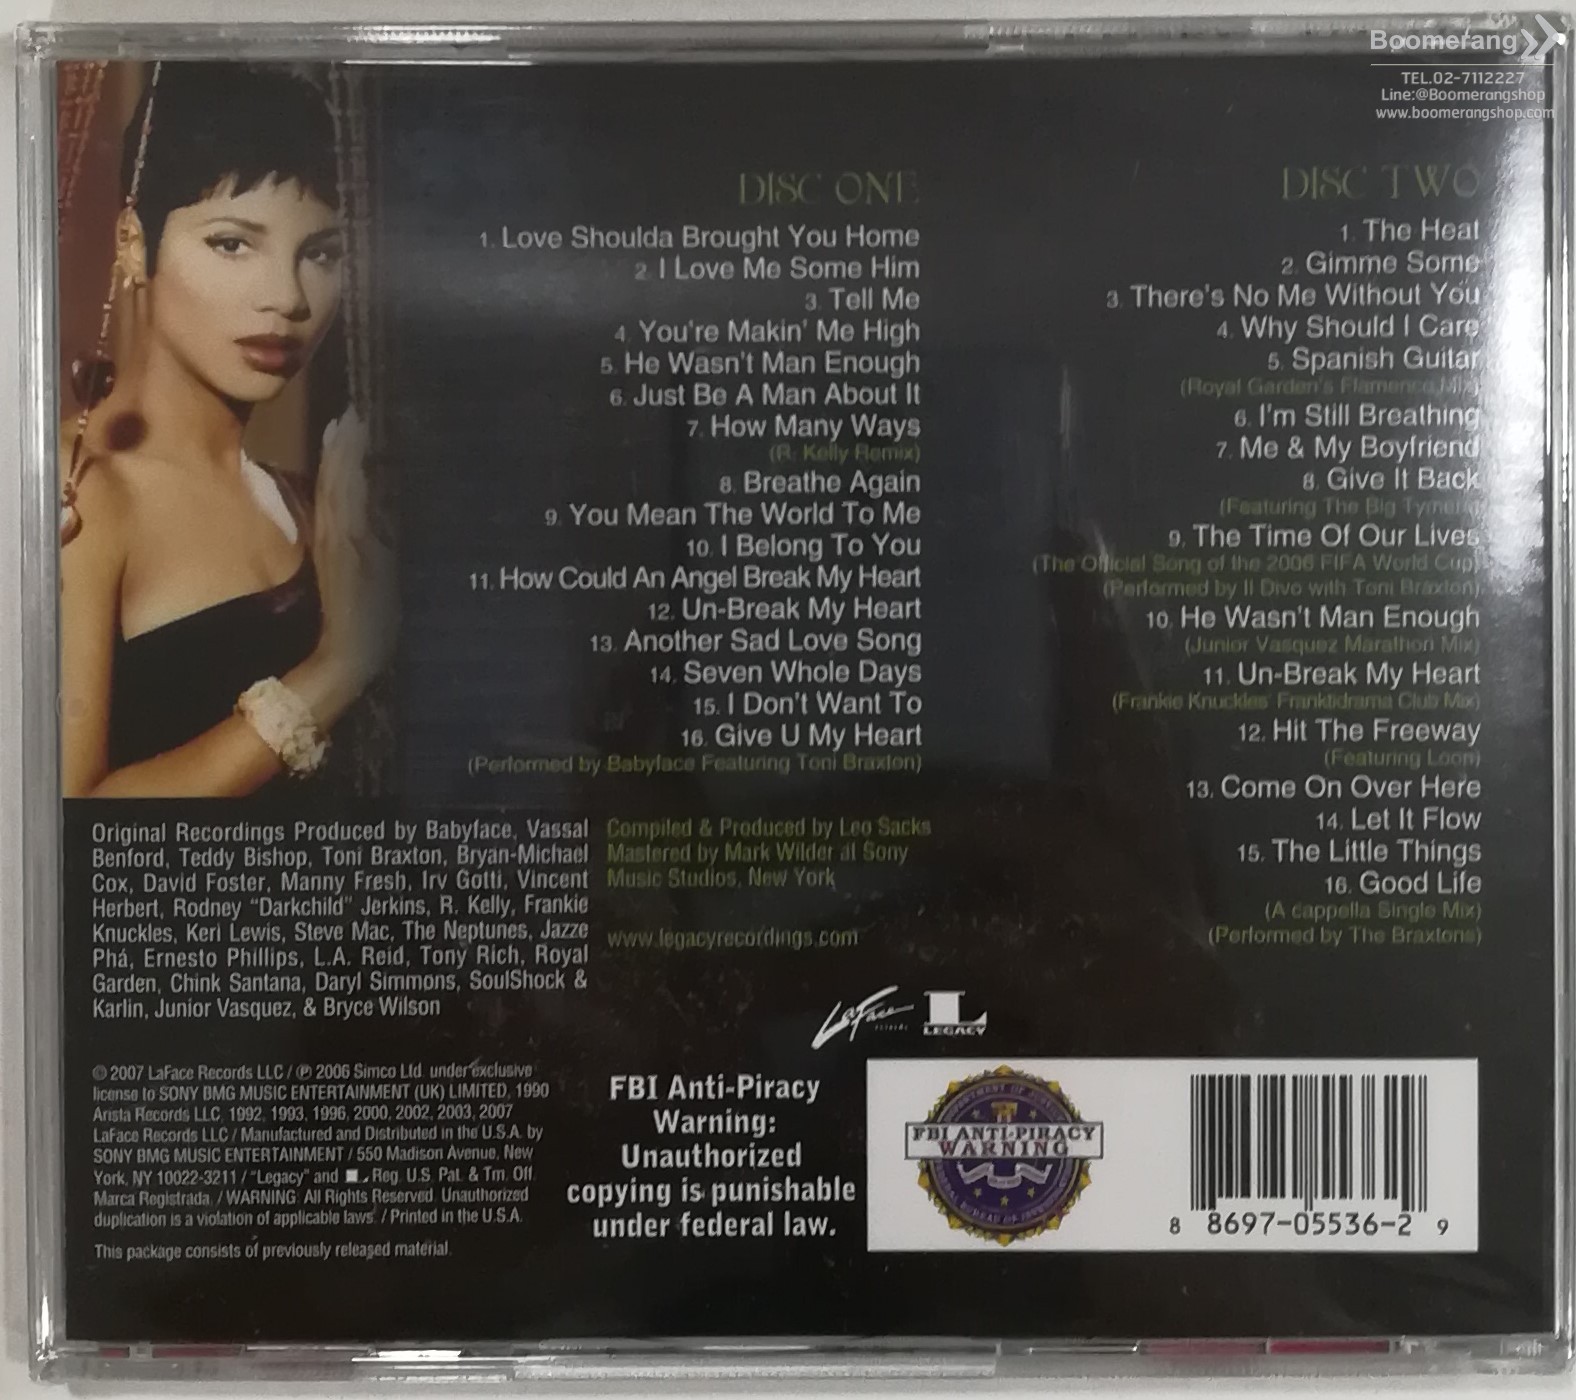 Boomerang
TEL.02-7112227
Line:@Boomerangshop
www.boomerangshop.com
DISC ONE
1. Love Shoulda Brought You Home
2. I Love Me Some Him
3. Tell Me
4. You're Makin' Me High
5. He Wasn't Man Enough
6. Just Be A Man About It
7. How Many Ways
(R. Kelly Remix)
8. Breathe Again
9. You Mean The World To Me
10. I Belong To You
11. How Could An Angel Break My Heart
12. Un-Break My Heart
13. Another Sad Love Song
14. Seven Whole Days
15. I Don't Want To
16. Give U My Heart
(Performed by Babyface Featuring Toni Braxton)
DISC TWO
1. The Heat
2. Gimme Some
3. There's No Me Without You
4. Why Should I Care
5. Spanish Guitar
(Royal Garden's Flamenco Mix)
6. I'm Still Breathing
7. Me & My Boyfriend
8. Give It Back
(Featuring The Big Tymers)
9. The Time Of Our Lives
(The Official Song of the 2006 FIFA World Cup)
(Performed by Il Divo with Toni Braxton)
10. He Wasn't Man Enough
(Junior Vasquez Marathon Mix)
11. Un-Break My Heart
(Frankie Knuckles' Franktidrama Club Mix)
12. Hit The Freeway
(Featuring Loon)
13. Come On Over Here
14. Let It Flow
15. The Little Things
16. Good Life
(A cappella Single Mix)
(Performed by The Braxtons)
Original Recordings Produced by Babyface, Vassal
Benford, Teddy Bishop, Toni Braxton, Bryan-Michael
Cox, David Foster, Manny Fresh, Irv Gotti, Vincent
Herbert, Rodney "Darkchild" Jerkins, R. Kelly, Frankie
Knuckles, Keri Lewis, Steve Mac, The Neptunes, Jazze
Phá, Ernesto Phillips, L.A. Reid, Tony Rich, Royal
Garden, Chink Santana, Daryl Simmons, SoulShock &
Karlin, Junior Vasquez, & Bryce Wilson
Compiled & Produced by Leo Sacks
Mastered by Mark Wilder at Sony
Music Studios, New York
www.legacyrecordings.com
LaFace
records
L
LEGACY
© 2007 LaFace Records LLC / ℗ 2006 Simco Ltd. under exclusive
license to SONY BMG MUSIC ENTERTAINMENT (UK) LIMITED, 1990
Arista Records LLC, 1992, 1993, 1996, 2000, 2002, 2003, 2007
LaFace Records LLC / Manufactured and Distributed in the U.S.A. by
SONY BMG MUSIC ENTERTAINMENT / 550 Madison Avenue, New
York, NY 10022-3211 / "Legacy" and L Reg. U.S. Pat. & Tm. Off.
Marca Registrada. / WARNING: All Rights Reserved. Unauthorized
duplication is a violation of applicable laws. / Printed in the U.S.A.
This package consists of previously released material.
FBI Anti-Piracy
Warning:
Unauthorized
copying is punishable
under federal law.
FBI ANTI-PIRACY
WARNING
8 8697-05536-2 9